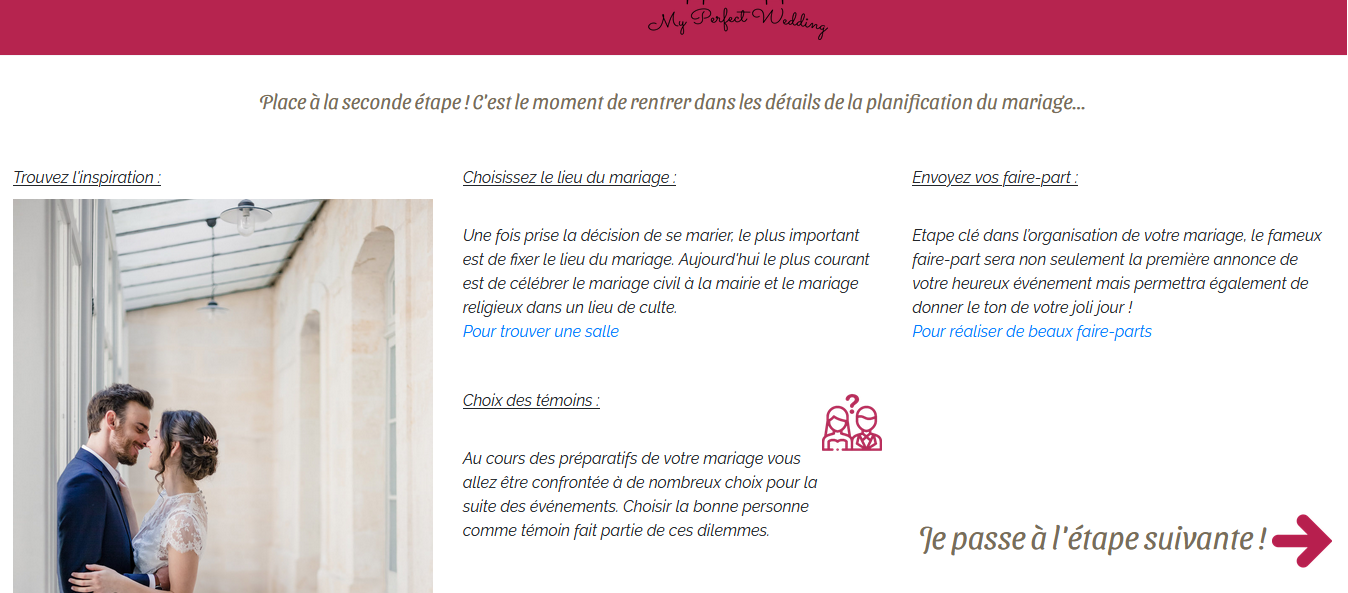 My Perfect Wedding
Place à la seconde étape ! C'est le moment de rentrer dans les détails de la planification du mariage...
Trouvez l'inspiration :
Choisissez le lieu du mariage :
Une fois prise la décision de se marier, le plus important
est de fixer le lieu du mariage. Aujourd'hui le plus courant
est de célébrer le mariage civil à la mairie et le mariage
religieux dans un lieu de culte.
Pour trouver une salle
Choix des témoins :
?
Au cours des préparatifs de votre mariage vous
allez être confrontée à de nombreux choix pour la
suite des événements. Choisir la bonne personne
comme témoin fait partie de ces dilemmes.
Envoyez vos faire-part :
Etape clé dans l'organisation de votre mariage, le fameux
faire-part sera non seulement la première annonce de
votre heureux événement mais permettra également de
donner le ton de votre joli jour !
Pour réaliser de beaux faire-parts
Je passe à l'étape suivante !